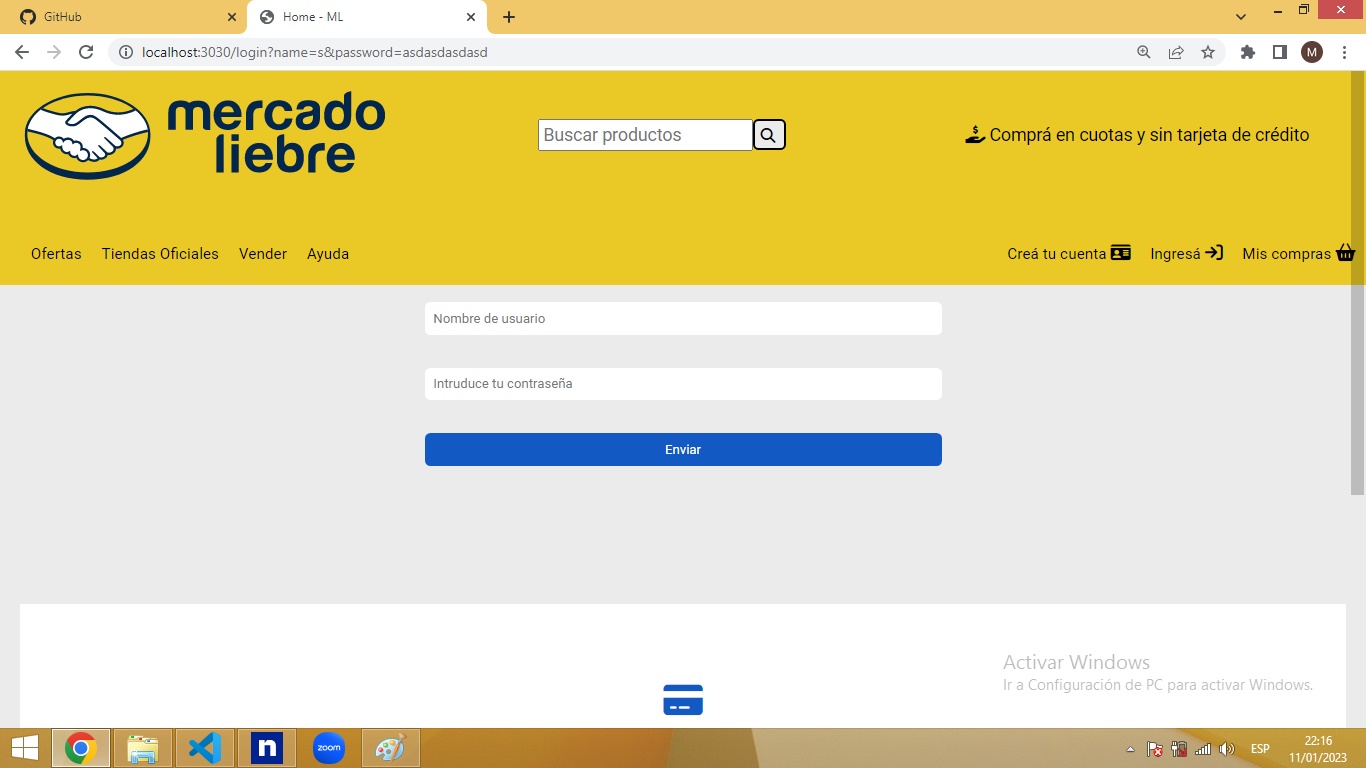 GitHub
Home - ML
localhost:3030/login?name=s&password=asdasdasdasd
M
mercado
liebre
Buscar productos
Comprá en cuotas y sin tarjeta de crédito
Ofertas Tiendas Oficiales Vender Ayuda
Creá tu cuenta Ingresá Mis compras
Nombre de usuario
Intruduce tu contraseña
Enviar
Activar Windows
Ir a Configuración de PC para activar Windows.
n
zoom
ESP
22:16
11/01/2023